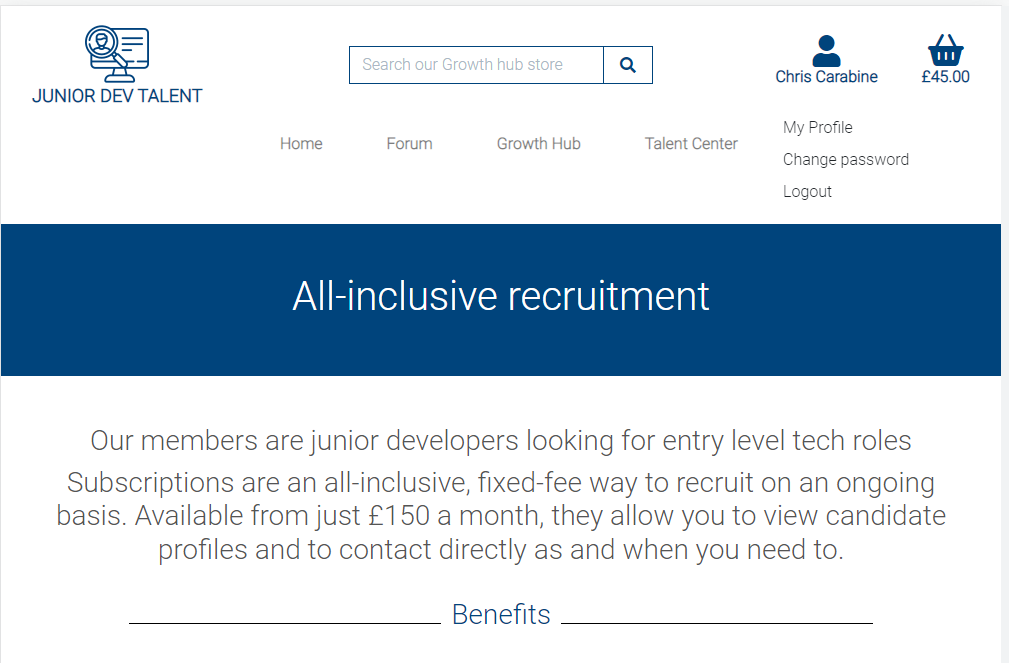 JUNIOR DEV TALENT
Search our Growth hub store
Chris Carabine
£45.00
Home
Forum
Growth Hub
Talent Center
My Profile
Change password
Logout
All-inclusive recruitment
Our members are junior developers looking for entry level tech roles
Subscriptions are an all-inclusive, fixed-fee way to recruit on an ongoing
basis. Available from just £150 a month, they allow you to view candidate
profiles and to contact directly as and when you need to.
Benefits